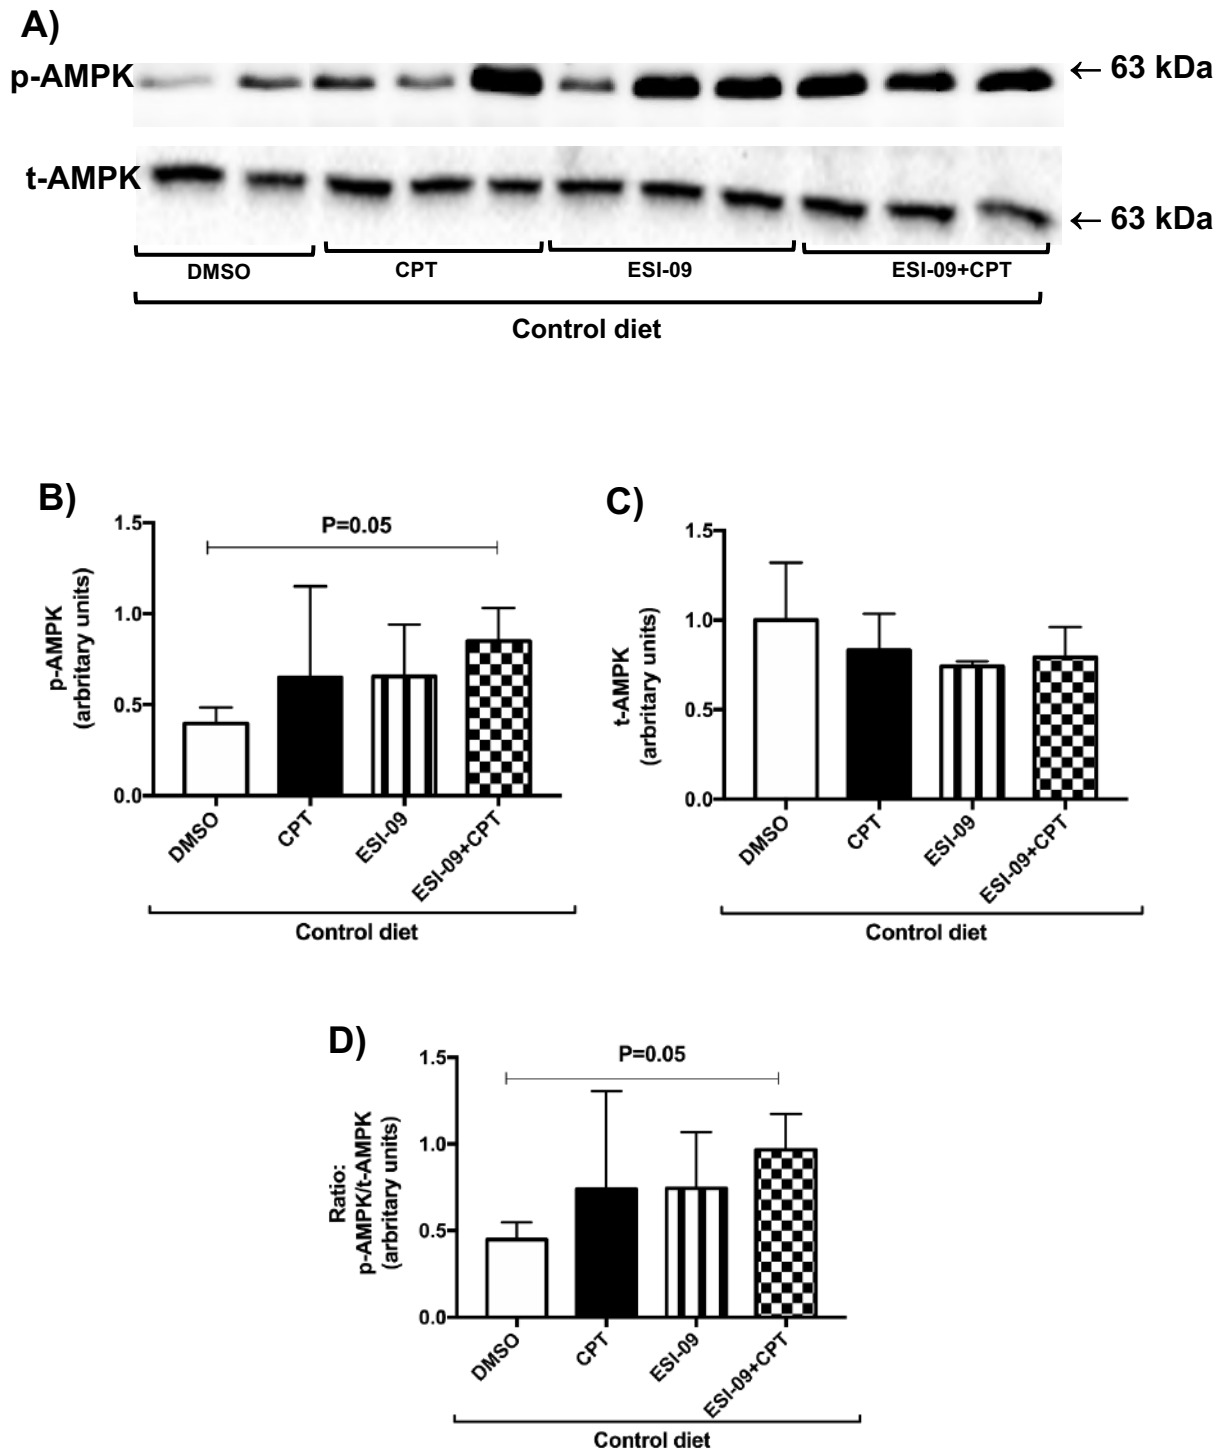 A)
p-AMPK
← 63 kDa
t-AMPK
← 63 kDa
DMSO CPT ESI-09 ESI-09+CPT
Control diet
B)
P=0.05
p-AMPK
(arbritary units)
1.5
1.0
0.5
0.0
DMSO
CPT
ESI-09
ESI-09+CPT
Control diet
C)
t-AMPK
(arbritary units)
1.5
1.0
0.5
0.0
DMSO
CPT
ESI-09
ESI-09+CPT
Control diet
D)
P=0.05
Ratio:
p-AMPK/t-AMPK
(arbritary units)
1.5
1.0
0.5
0.0
DMSO
CPT
ESI-09
ESI-09+CPT
Control diet